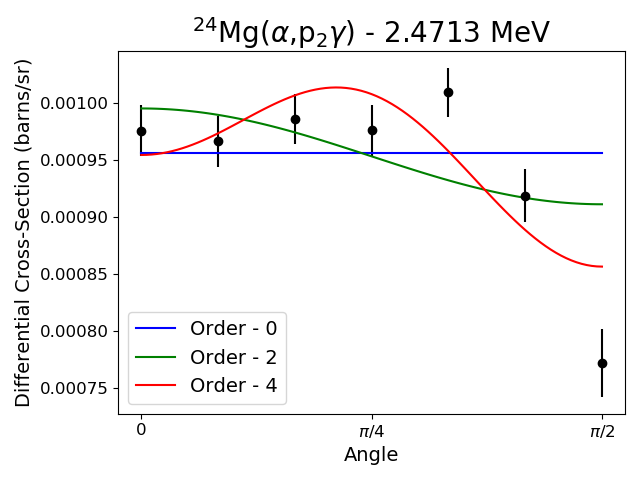 ²⁴Mg(α,p₂γ) - 2.4713 MeV
Differential Cross-Section (barns/sr)
0.00100
0.00095
0.00090
0.00085
0.00080
0.00075
Order - 0
Order - 2
Order - 4
0
π/4
π/2
Angle